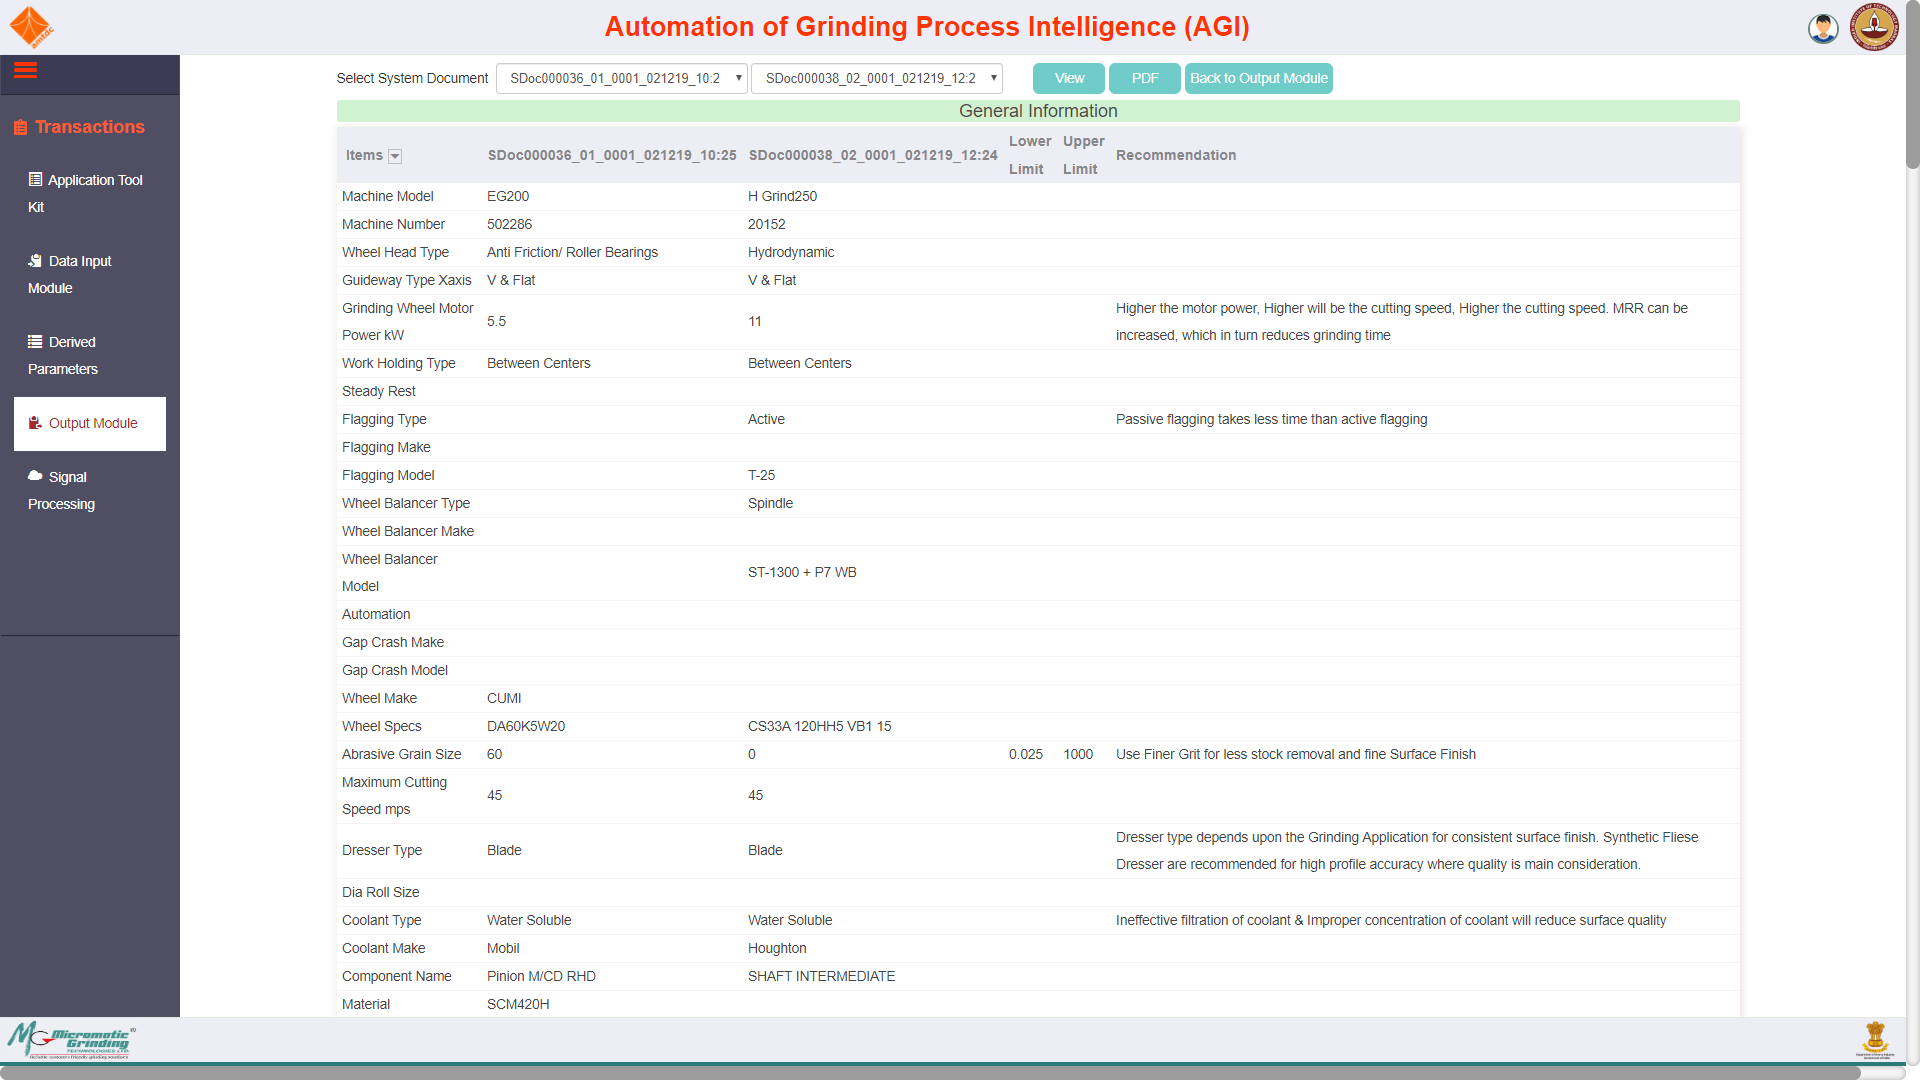 Automation of Grinding Process Intelligence (AGI)
amtdc
Select System Document SDoc000036_01_0001_021219_10:2 SDoc000038_02_0001_021219_12:2 View PDF Back to Output Module
Transactions
Application Tool
Kit
Data Input
Module
Derived
Parameters
Output Module
Signal
Processing
General Information
Items SDoc000036_01_0001_021219_10:25 SDoc000038_02_0001_021219_12:24 Lower Limit Upper Limit Recommendation
Machine Model EG200 H Grind250
Machine Number 502286 20152
Wheel Head Type Anti Friction/ Roller Bearings Hydrodynamic
Guideway Type Xaxis V & Flat V & Flat
Grinding Wheel Motor Higher the motor power, Higher will be the cutting speed, Higher the cutting speed. MRR can be
Power kW 5.5 11 increased, which in turn reduces grinding time
Work Holding Type Between Centers Between Centers
Steady Rest
Flagging Type Active Passive flagging takes less time than active flagging
Flagging Make
Flagging Model T-25
Wheel Balancer Type Spindle
Wheel Balancer Make
Wheel Balancer
Model ST-1300 + P7 WB
Automation
Gap Crash Make
Gap Crash Model
Wheel Make CUMI
Wheel Specs DA60K5W20 CS33A 120HH5 VB1 15
Abrasive Grain Size 60 0 0.025 1000 Use Finer Grit for less stock removal and fine Surface Finish
Maximum Cutting
Speed mps 45 45
Dresser type depends upon the Grinding Application for consistent surface finish. Synthetic Fliese
Dresser Type Blade Blade Dresser are recommended for high profile accuracy where quality is main consideration.
Dia Roll Size
Coolant Type Water Soluble Water Soluble Ineffective filtration of coolant & Improper concentration of coolant will reduce surface quality
Coolant Make Mobil Houghton
Component Name Pinion M/CD RHD SHAFT INTERMEDIATE
Material SCM420H
MG Micromatic
Grinding
TECHNOLOGIES LTD.